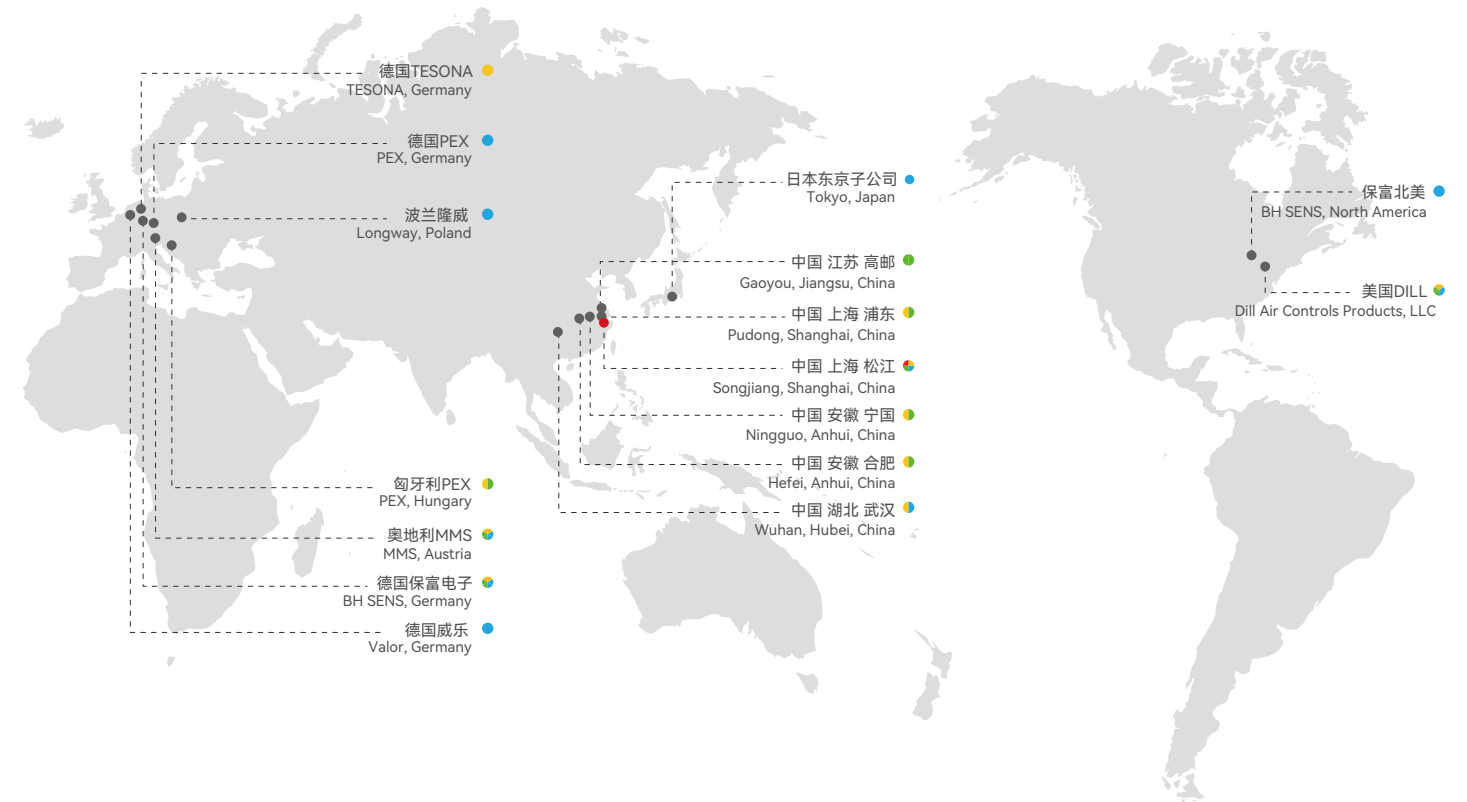 德国TESONA
TESONA, Germany
德国PEX
PEX, Germany
波兰隆威
Longway, Poland
匈牙利PEX
PEX, Hungary
奥地利MMS
MMS, Austria
德国保富电子
BH SENS, Germany
德国威乐
Valor, Germany
日本东京子公司
Tokyo, Japan
中国 江苏 高邮
Gaoyou, Jiangsu, China
中国 上海 浦东
Pudong, Shanghai, China
中国 上海 松江
Songjiang, Shanghai, China
中国 安徽 宁国
Ningguo, Anhui, China
中国 安徽 合肥
Hefei, Anhui, China
中国 湖北 武汉
Wuhan, Hubei, China
保富北美
BH SENS, North America
美国DILL
Dill Air Controls Products, LLC